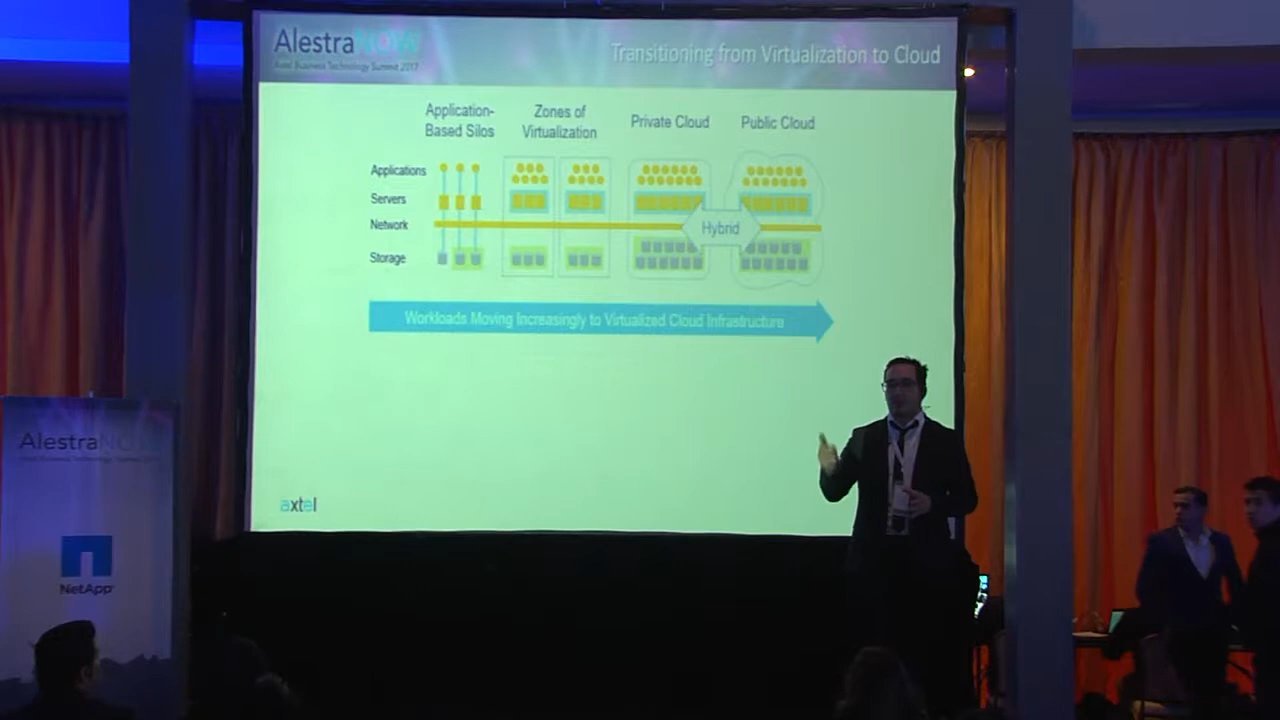 AlestraNOW
Axtel Business Technology Summit 2017
Transitioning from Virtualization to Cloud
Application-
Based Silos
Zones of
Virtualization
Private Cloud
Public Cloud
Applications
Servers
Network
Storage
Hybrid
Workloads Moving Increasingly to Virtualized Cloud Infrastructure
axtel
AlestraNOW
NetApp